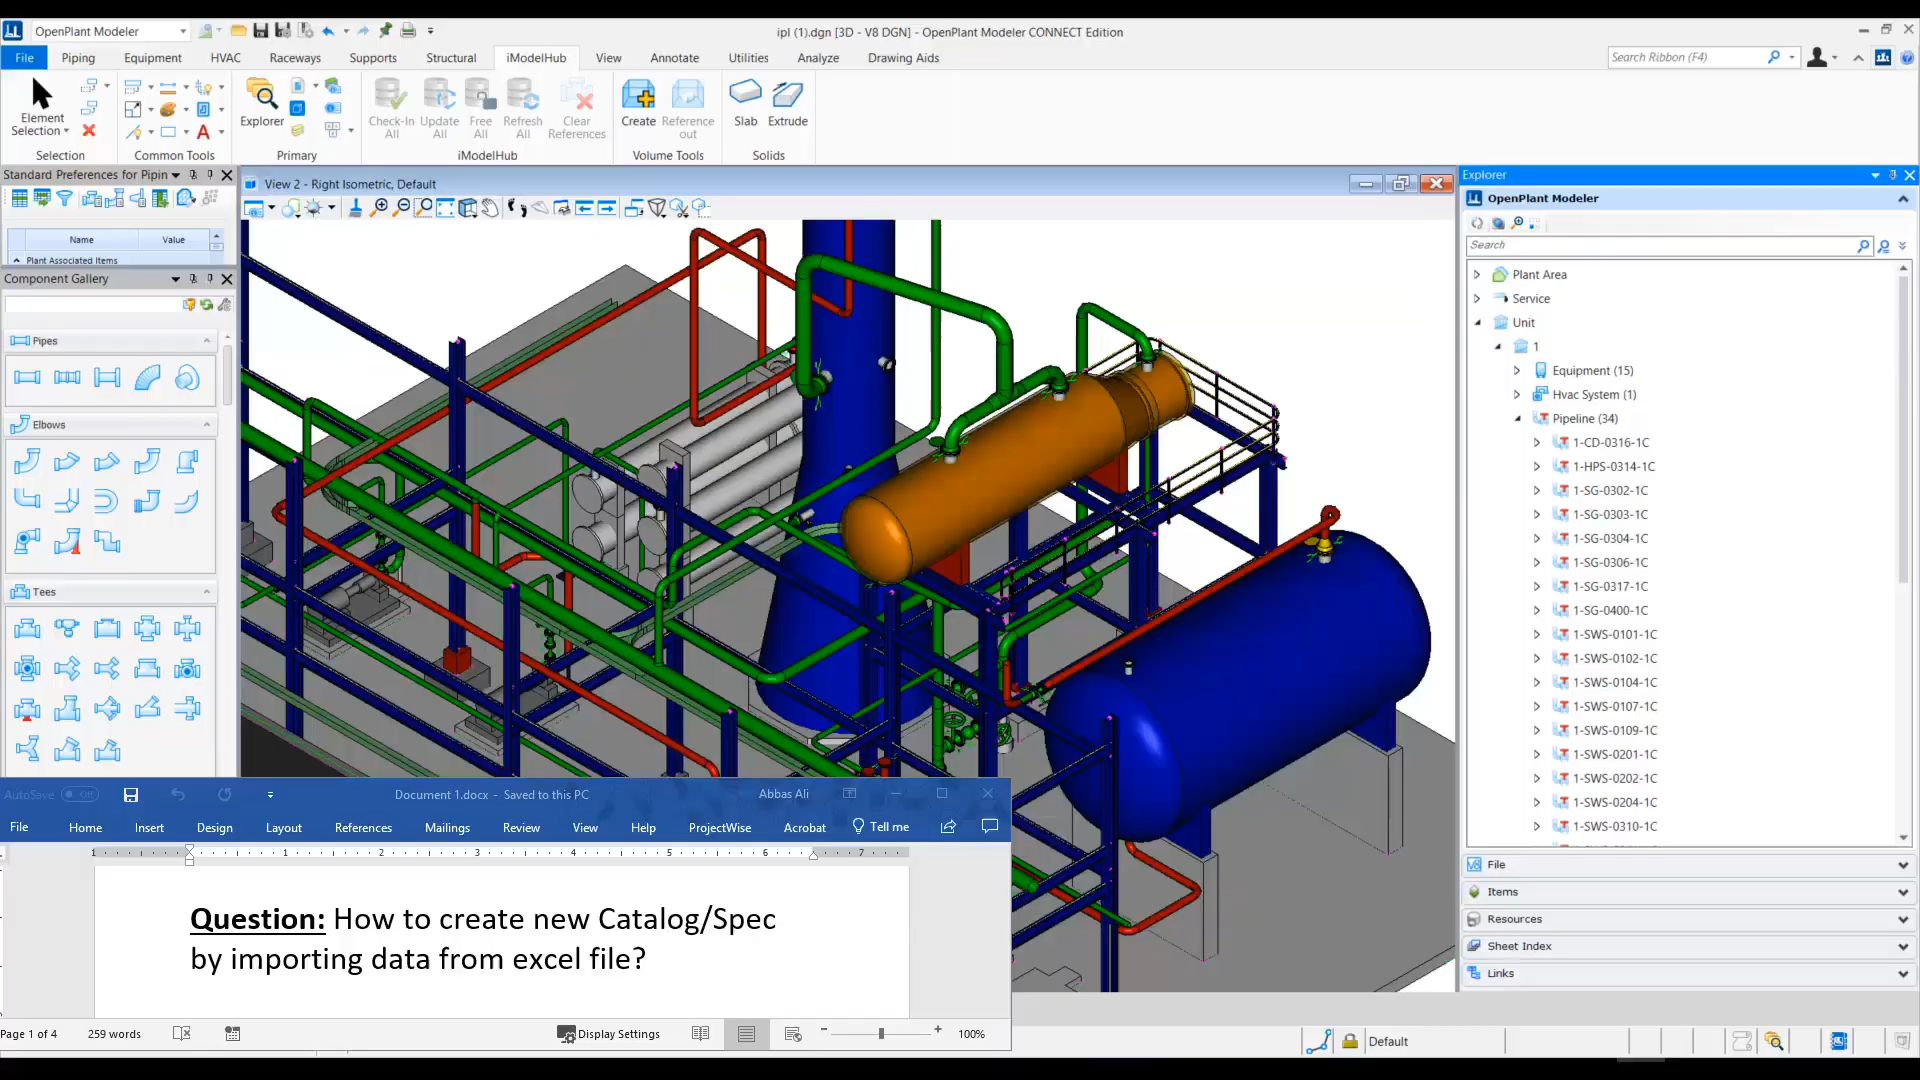 OpenPlant Modeler
ipl (1).dgn [3D - V8 DGN] - OpenPlant Modeler CONNECT Edition
File Piping Equipment HVAC Raceways Supports Structural iModelHub View Annotate Utilities Analyze Drawing Aids
Search Ribbon (F4)
Element
Selection
Explorer
Check-In
All
Update
All
Free
All
Refresh
All
Clear
References
Create
Reference
out
Slab
Extrude
Selection Common Tools Primary iModelHub Volume Tools Solids
Standard Preferences for Pipin
Name Value
Plant Associated Items
Component Gallery
Pipes
Elbows
Tees
View 2 - Right Isometric, Default
Explorer
OpenPlant Modeler
Search
Plant Area
Service
Unit
1
Equipment (15)
Hvac System (1)
Pipeline (34)
1-CD-0316-1C
1-HPS-0314-1C
1-SG-0302-1C
1-SG-0303-1C
1-SG-0304-1C
1-SG-0306-1C
1-SG-0317-1C
1-SG-0400-1C
1-SWS-0101-1C
1-SWS-0102-1C
1-SWS-0104-1C
1-SWS-0107-1C
1-SWS-0109-1C
1-SWS-0201-1C
1-SWS-0202-1C
1-SWS-0204-1C
1-SWS-0310-1C
File
Items
Resources
Sheet Index
Links
AutoSave Off
Document 1.docx - Saved to this PC
Abbas Ali
File Home Insert Design Layout References Mailings Review View Help ProjectWise Acrobat Tell me
1 1 2 3 4 5 6 7
Question: How to create new Catalog/Spec
by importing data from excel file?
Page 1 of 4 259 words Display Settings 100%
Default